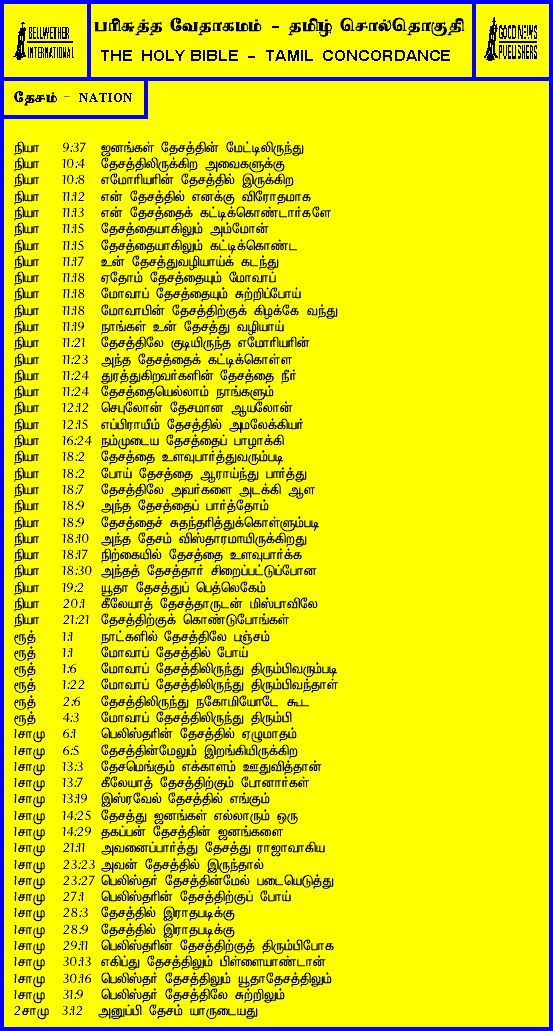 BELLWETHER
INTERNATIONAL
பரிசுத்த வேதாகமம் - தமிழ் சொல்தொகுதி
THE HOLY BIBLE - TAMIL CONCORDANCE
GOOD NEWS
PUBLISHERS
தேசம் - NATION
நியா 9:37 ஜனங்கள் தேசத்தின் மேட்டிலிருந்து
நியா 10:4 தேசத்திலிருக்கிற அவைகளுக்கு
நியா 10:8 எமோரியரின் தேசத்தில் இருக்கிற
நியா 11:12 என் தேசத்தில் எனக்கு விரோதமாக
நியா 11:13 என் தேசத்தைக் கட்டிக்கொண்டார்களே
நியா 11:15 தேசத்தையாகிலும் அம்மோன்
நியா 11:15 தேசத்தையாகிலும் கட்டிக்கொண்ட
நியா 11:17 உன் தேசத்துவழியாய்க் கடந்து
நியா 11:18 ஏதோம் தேசத்தையும் மோவாப்
நியா 11:18 மோவாப் தேசத்தையும் சுற்றிப்போய்
நியா 11:18 மோவாபின் தேசத்திற்குக் கிழக்கே வந்து
நியா 11:19 நாங்கள் உன் தேசத்து வழியாய்
நியா 11:21 தேசத்திலே குடியிருந்த எமோரியரின்
நியா 11:23 அந்த தேசத்தைக் கட்டிக்கொள்ள
நியா 11:24 துரத்துகிறவர்களின் தேசத்தை நீர்
நியா 11:24 தேசத்தையெல்லாம் நாங்களும்
நியா 12:12 செபுலோன் தேசமான ஆயலோன்
நியா 12:15 எப்பிராயீம் தேசத்தில் அமலேக்கியர்
நியா 16:24 நம்முடைய தேசத்தைப் பாழாக்கி
நியா 18:2 தேசத்தை உளவுபார்த்துவரும்படி
நியா 18:2 போய் தேசத்தை ஆராய்ந்து பார்த்து
நியா 18:7 தேசத்திலே அவர்களை அடக்கி ஆள
நியா 18:9 அந்த தேசத்தைப் பார்த்தோம்
நியா 18:9 தேசத்தைச் சுதந்தரித்துக்கொள்ளும்படி
நியா 18:10 அந்த தேசம் விஸ்தாரமாயிருக்கிறது
நியா 18:17 நிற்கையில் தேசத்தை உளவுபார்க்க
நியா 18:30 அந்தத் தேசத்தார் சிறைப்பட்டுப்போன
நியா 19:2 யூதா தேசத்துப் பெத்லெகேம்
நியா 20:1 கீலேயாத் தேசத்தாருடன் மிஸ்பாவிலே
நியா 21:21 தேசத்திற்குக் கொண்டுபோங்கள்
ரூத் 1:1 நாட்களில் தேசத்திலே பஞ்சம்
ரூத் 1:1 மோவாப் தேசத்தில் போய்
ரூத் 1:6 மோவாப் தேசத்திலிருந்து திரும்பிவரும்படி
ரூத் 1:22 மோவாப் தேசத்திலிருந்து திரும்பிவந்தாள்
ரூத் 2:6 தேசத்திலிருந்து நகோமியோடே கூட
ரூத் 4:3 மோவாப் தேசத்திலிருந்து திரும்பி
1சாமு 6:1 பெலிஸ்தரின் தேசத்தில் ஏழுமாதம்
1சாமு 6:5 தேசத்தின்மேலும் இறங்கியிருக்கிற
1சாமு 13:3 தேசமெங்கும் எக்காளம் ஊதுவித்தான்
1சாமு 13:7 கீலேயாத் தேசத்திற்கும் போனார்கள்
1சாமு 13:19 இஸ்ரவேல் தேசத்தில் எங்கும்
1சாமு 14:25 தேசத்து ஜனங்கள் எல்லாரும் ஒரு
1சாமு 14:29 தகப்பன் தேசத்தின் ஜனங்களை
1சாமு 21:11 அவனைப்பார்த்து தேசத்து ராஜாவாகிய
1சாமு 23:23 அவன் தேசத்தில் இருந்தால்
1சாமு 23:27 பெலிஸ்தர் தேசத்தின்மேல் படையெடுத்து
1சாமு 27:1 பெலிஸ்தரின் தேசத்திற்குப் போய்
1சாமு 28:3 தேசத்தில் இராதபடிக்கு
1சாமு 28:9 தேசத்தில் இராதபடிக்கு
1சாமு 29:11 பெலிஸ்தரின் தேசத்திற்குத் திரும்பிபோக
1சாமு 30:13 எகிப்து தேசத்திலும் பிள்ளையாண்டான்
1சாமு 30:16 பெலிஸ்தர் தேசத்திலும் யூதாதேசத்திலும்
1சாமு 31:9 பெலிஸ்தர் தேசத்திலே சுற்றிலும்
2சாமு 3:12 அனுப்பி தேசம் யாருடையது